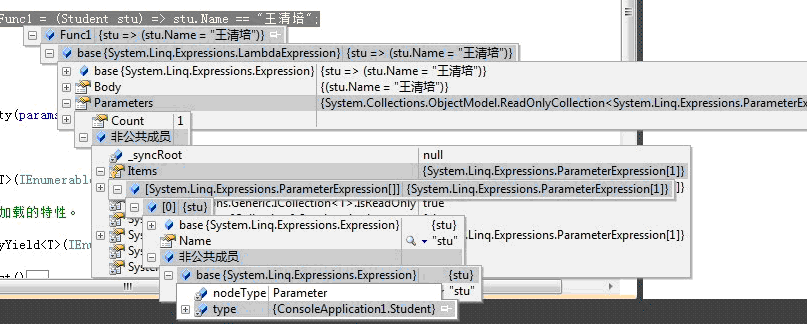 Func1 = (Student stu) => stu.Name == "王清培";
Func1 {stu => (stu.Name = "王清培")}
base {System.Linq.Expressions.LambdaExpression} {stu => (stu.Name = "王清培")}
base {System.Linq.Expressions.Expression} {stu => (stu.Name = "王清培")}
Body {(stu.Name = "王清培")}
ty(params Parameters {System.Collections.ObjectModel.ReadOnlyCollection<System.Linq.Expressions.ParameterEx
Count 1
非公共成员
_syncRoot null
<T>(IEnumerable Items {System.Linq.Expressions.ParameterExpression[1]}
[System.Linq.Expressions.ParameterExpression[]] {System.Linq.Expressions.ParameterExpression[1]} ]}
加载的特性。 [0] {stu} ns.Generic.ICollection<T>.IsReadOnly true
Sys base {System.Linq.Expressions.Expression} {stu}
yYield<T>(IEnu Sys Name "stu" nq.Expressions.ParameterExpression[1]}
Sys 非公共成员
st() Syste base {System.Linq.Expressions.Expression} {stu}
nodeType Parameter "stu"
type {ConsoleApplication1.Student}